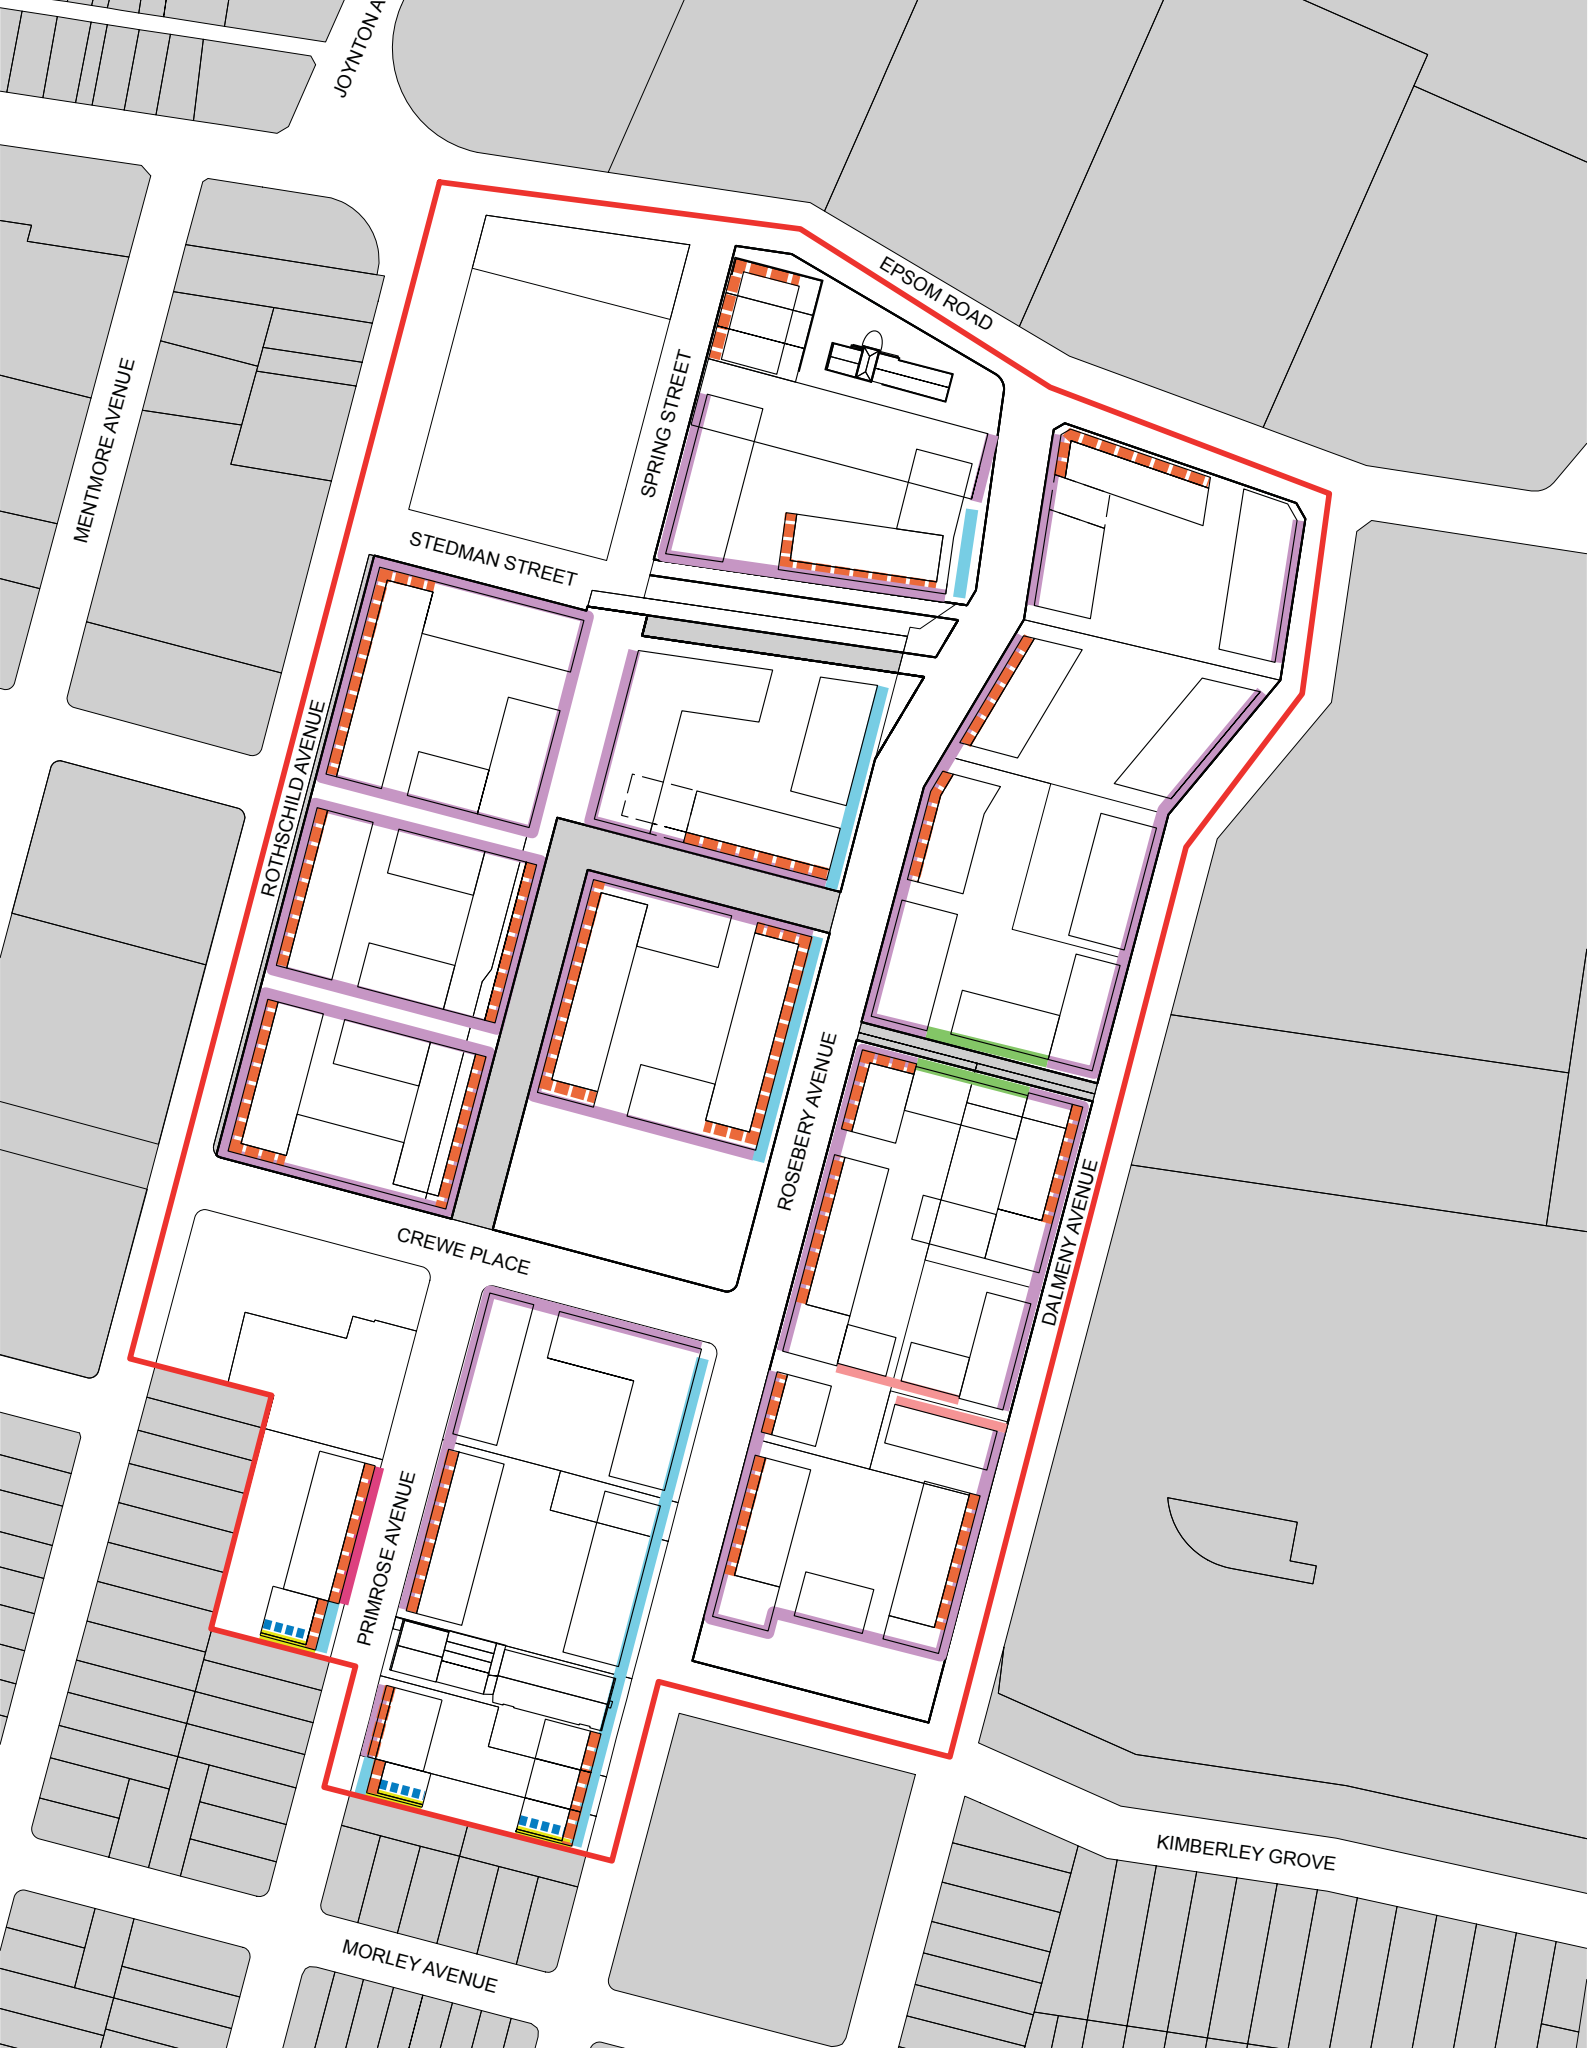 JOYNTON A
EPSOM ROAD
MENTMORE AVENUE
SPRING STREET
STEDMAN STREET
ROTHSCHILD AVENUE
ROSEBERY AVENUE
DALMENY AVENUE
CREWE PLACE
PRIMROSE AVENUE
KIMBERLEY GROVE
MORLEY AVENUE